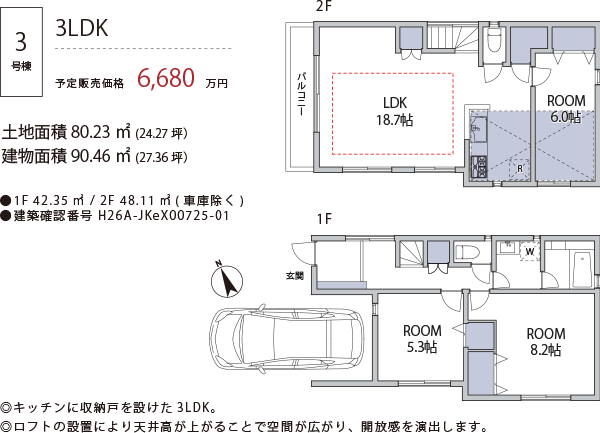 3
号棟
3LDK
予定販売価格 6,680 万円
土地面積 80.23 ㎡ (24.27 坪)
建物面積 90.46 ㎡ (27.36 坪)
●1F 42.35 ㎡ / 2F 48.11 ㎡ ( 車庫除く )
●建築確認番号 H26A-JKeX00725-01
2F
バルコニー
LDK
18.7帖
ROOM
6.0帖
R
1F
玄関
W
ROOM
5.3帖
ROOM
8.2帖
N
◎キッチンに収納戸を設けた 3LDK。
◎ロフトの設置により天井高が上がることで空間が広がり、開放感を演出します。